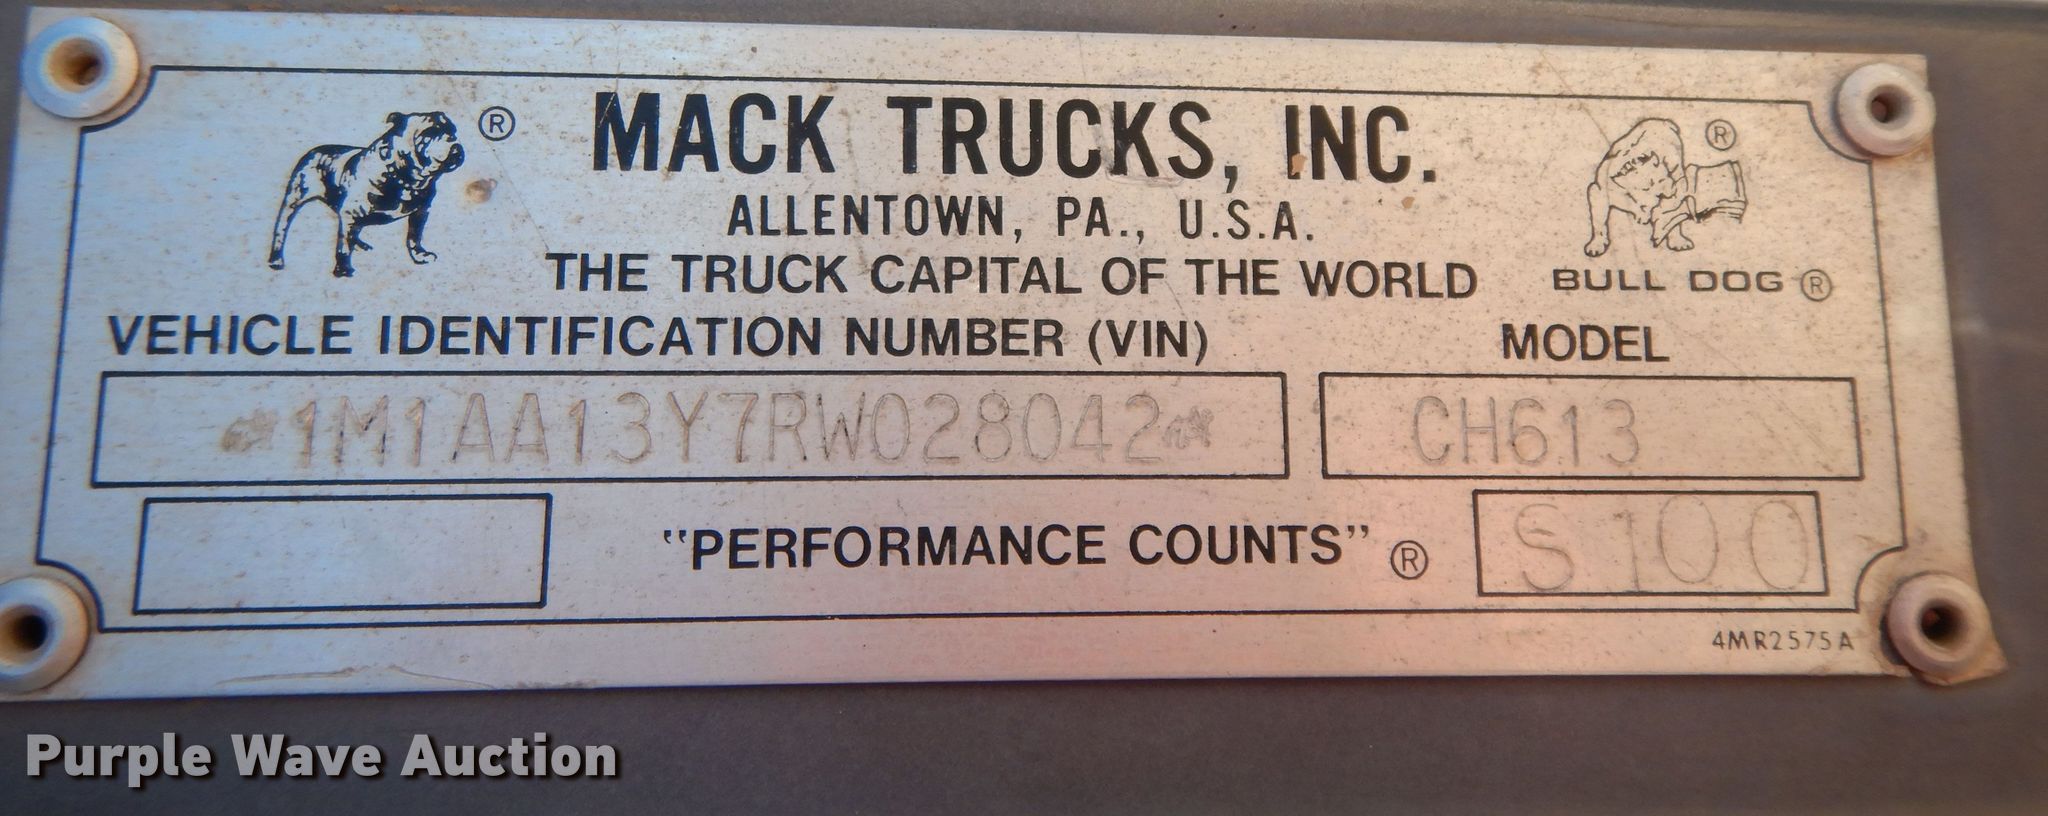 ® MACK TRUCKS, INC. ®
ALLENTOWN, PA., U.S.A.
THE TRUCK CAPITAL OF THE WORLD
BULL DOG ®
VEHICLE IDENTIFICATION NUMBER (VIN)
MODEL
1M1AA13Y7RW028042
CH613
"PERFORMANCE COUNTS" ®
S 100
4MR2575A
Purple Wave Auction